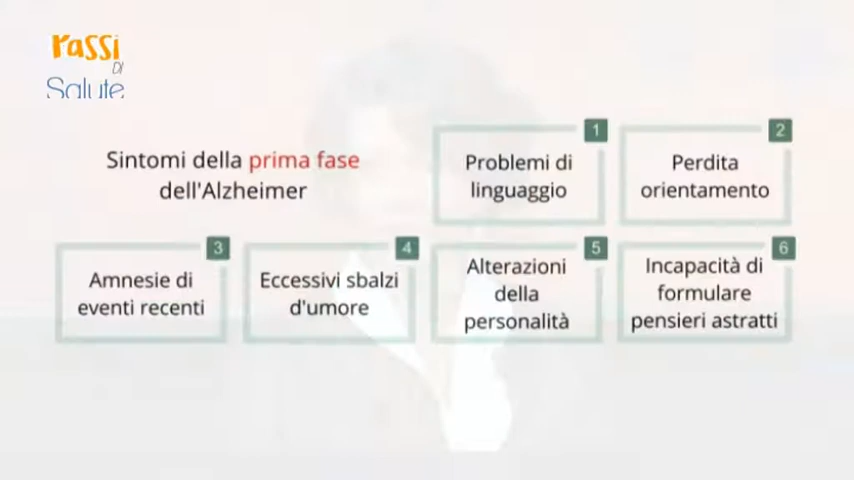 rassi
DI
Salute
Sintomi della prima fase
dell'Alzheimer
1
Problemi di
linguaggio
2
Perdita
orientamento
3
Amnesie di
eventi recenti
4
Eccessivi sbalzi
d'umore
5
Alterazioni
della
personalità
6
Incapacità di
formulare
pensieri astratti